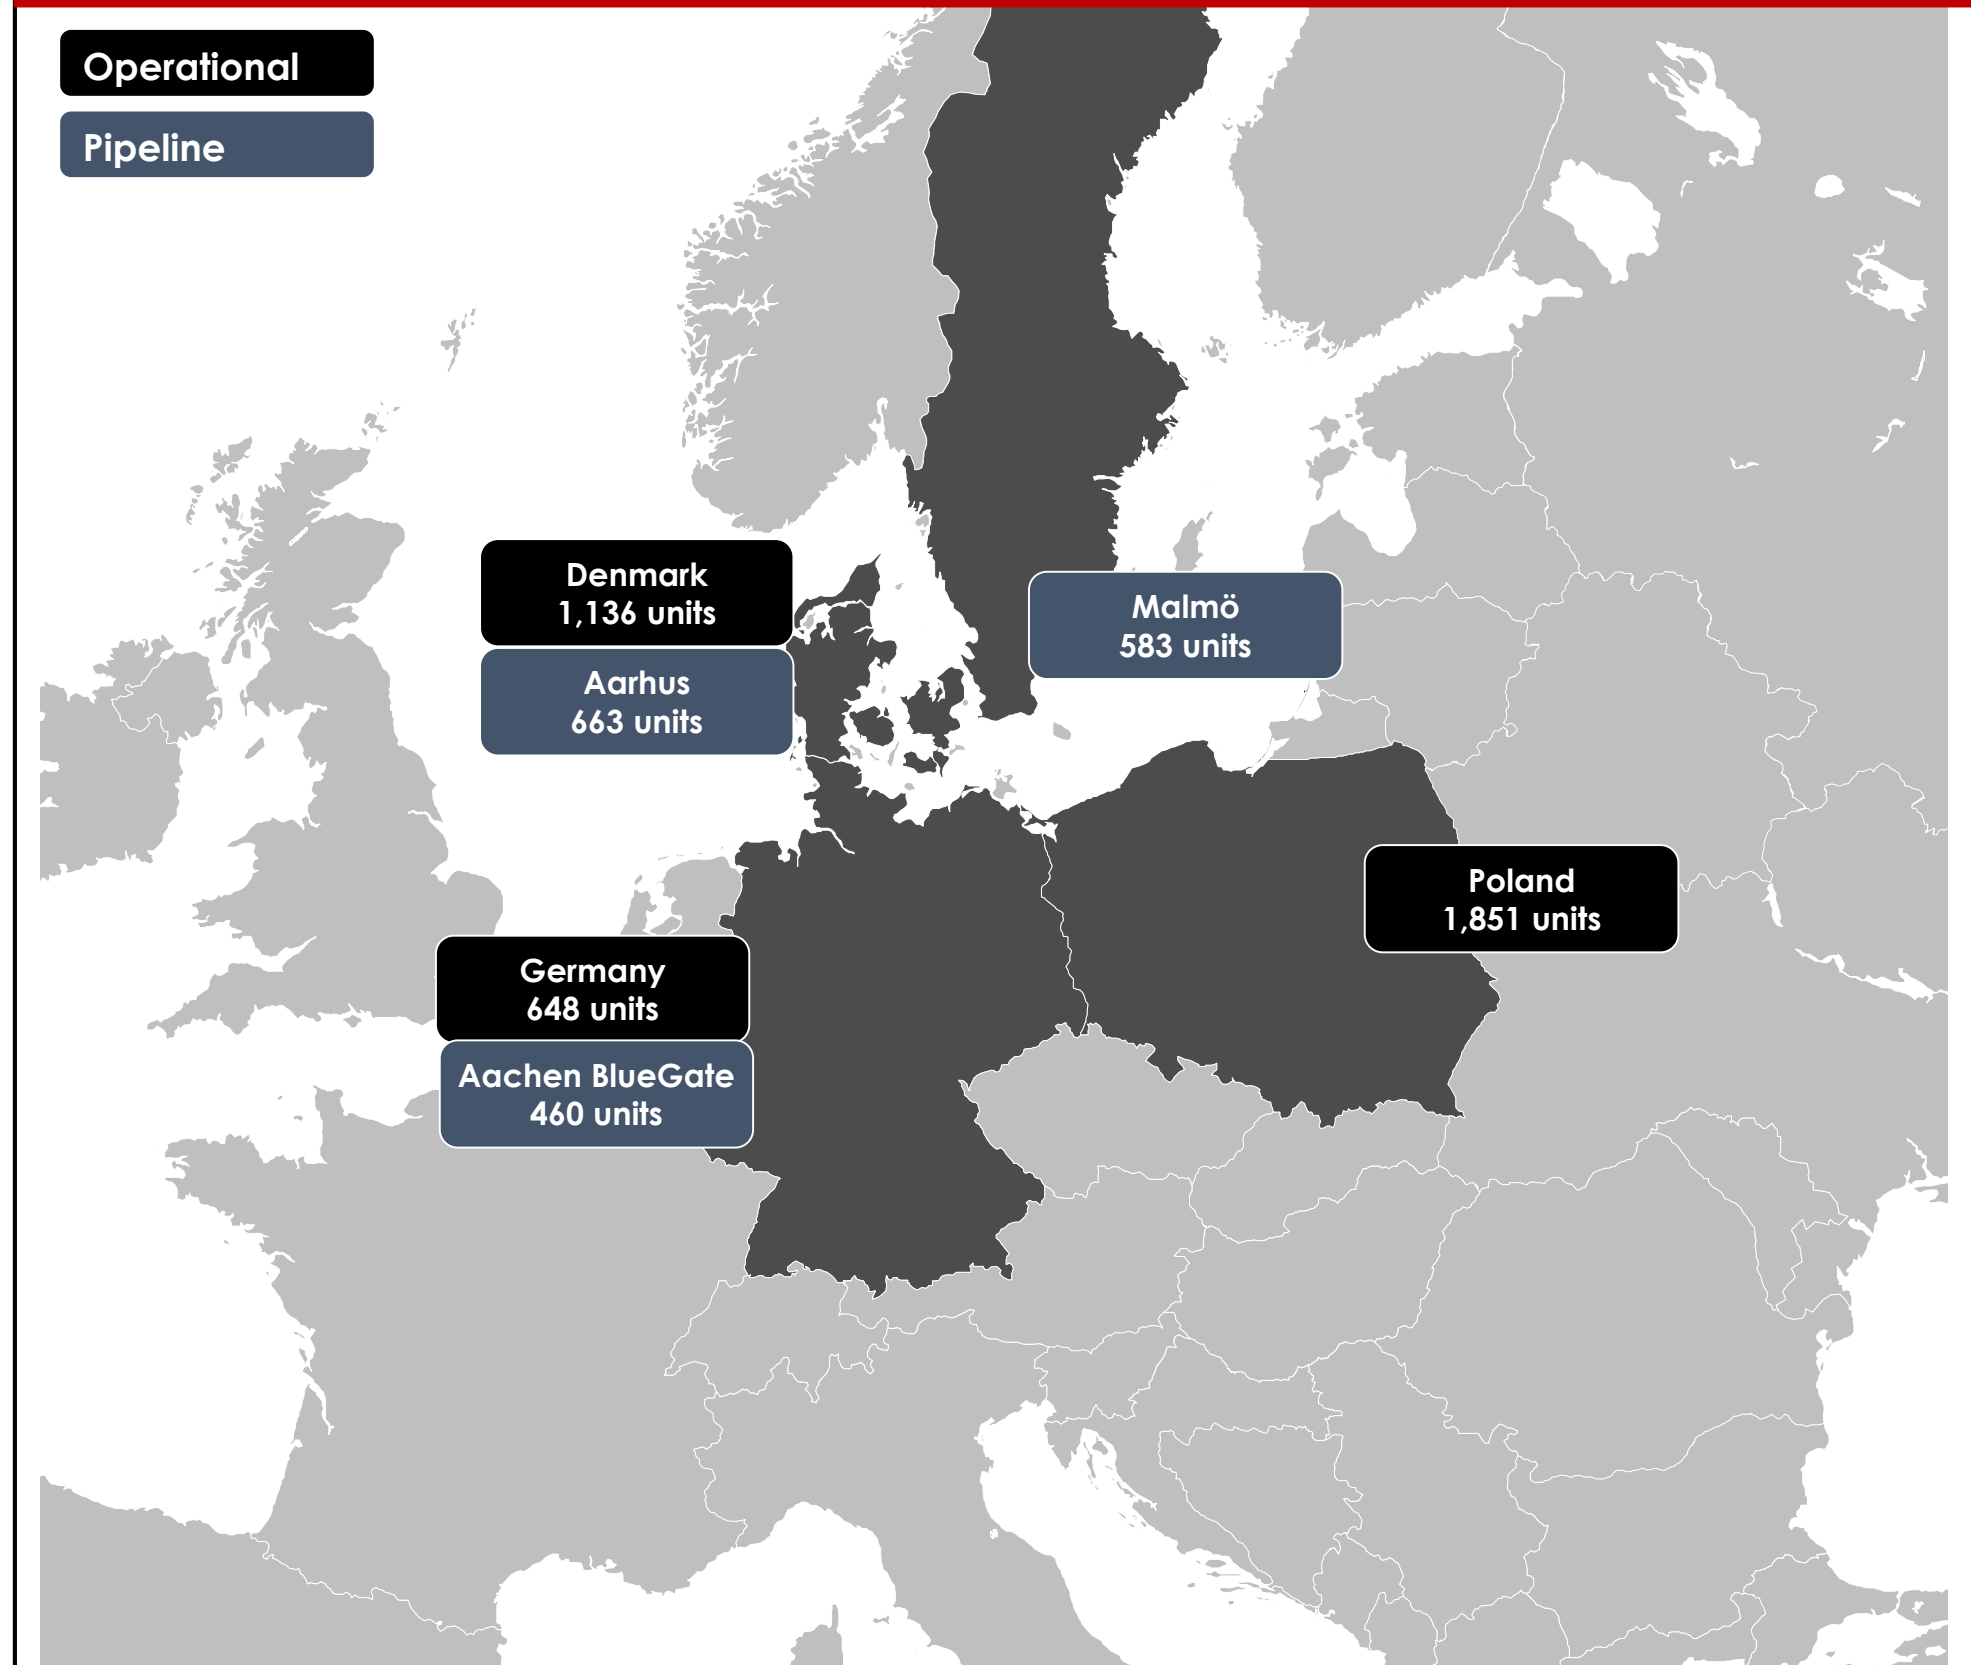 Operational
Pipeline
Denmark
1,136 units
Aarhus
663 units
Malmö
583 units
Poland
1,851 units
Germany
648 units
Aachen BlueGate
460 units